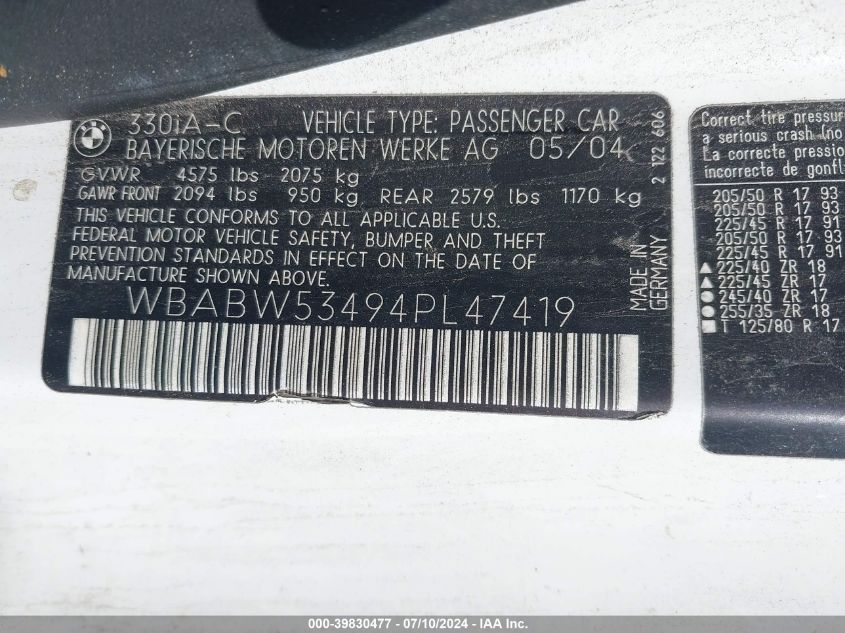 BMW
330iA-C VEHICLE TYPE: PASSENGER CAR
BAYERISCHE MOTOREN WERKE AG 05/04
GVWR 4575 lbs 2075 kg
GAWR FRONT 2094 lbs 950 kg REAR 2579 lbs 1170 kg
THIS VEHICLE CONFORMS TO ALL APPLICABLE U.S.
FEDERAL MOTOR VEHICLE SAFETY, BUMPER AND THEFT
PREVENTION STANDARDS IN EFFECT ON THE DATE OF
MANUFACTURE SHOWN ABOVE.
WBABW53494PL47419
2 122 606
MADE IN
GERMANY
Correct tire pressure
a serious crash (no
La correcte pression
incorrecte de gonfl
205/50 R 17 93
205/50 R 17 93
225/45 R 17 91
205/50 R 17 93
225/45 R 17 91
225/40 ZR 18
225/45 ZR 17
245/40 ZR 17
255/35 ZR 18
T 125/80 R 17
000-39830477 / 07/10/2024 - IAA Inc.